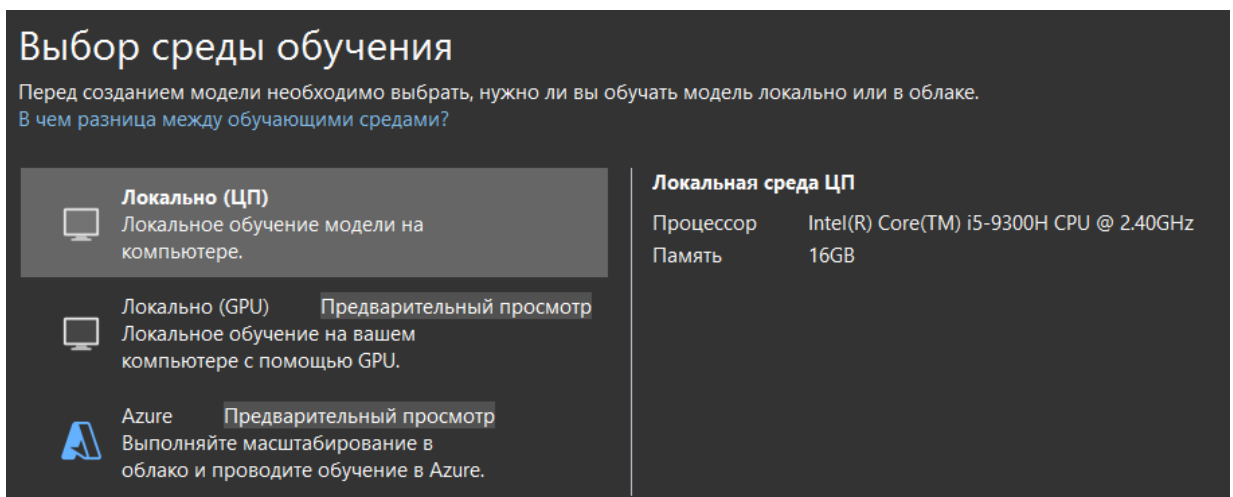 Выбор среды обучения
Перед созданием модели необходимо выбрать, нужно ли вы обучать модель локально или в облаке.
В чем разница между обучающими средами?
Локально (ЦП)
Локальное обучение модели на
компьютере.
Локально (GPU) Предварительный просмотр
Локальное обучение на вашем
компьютере с помощью GPU.
Azure Предварительный просмотр
Выполняйте масштабирование в
облако и проводите обучение в Azure.
Локальная среда ЦП
Процессор Intel(R) Core(TM) i5-9300H CPU @ 2.40GHz
Память 16GB